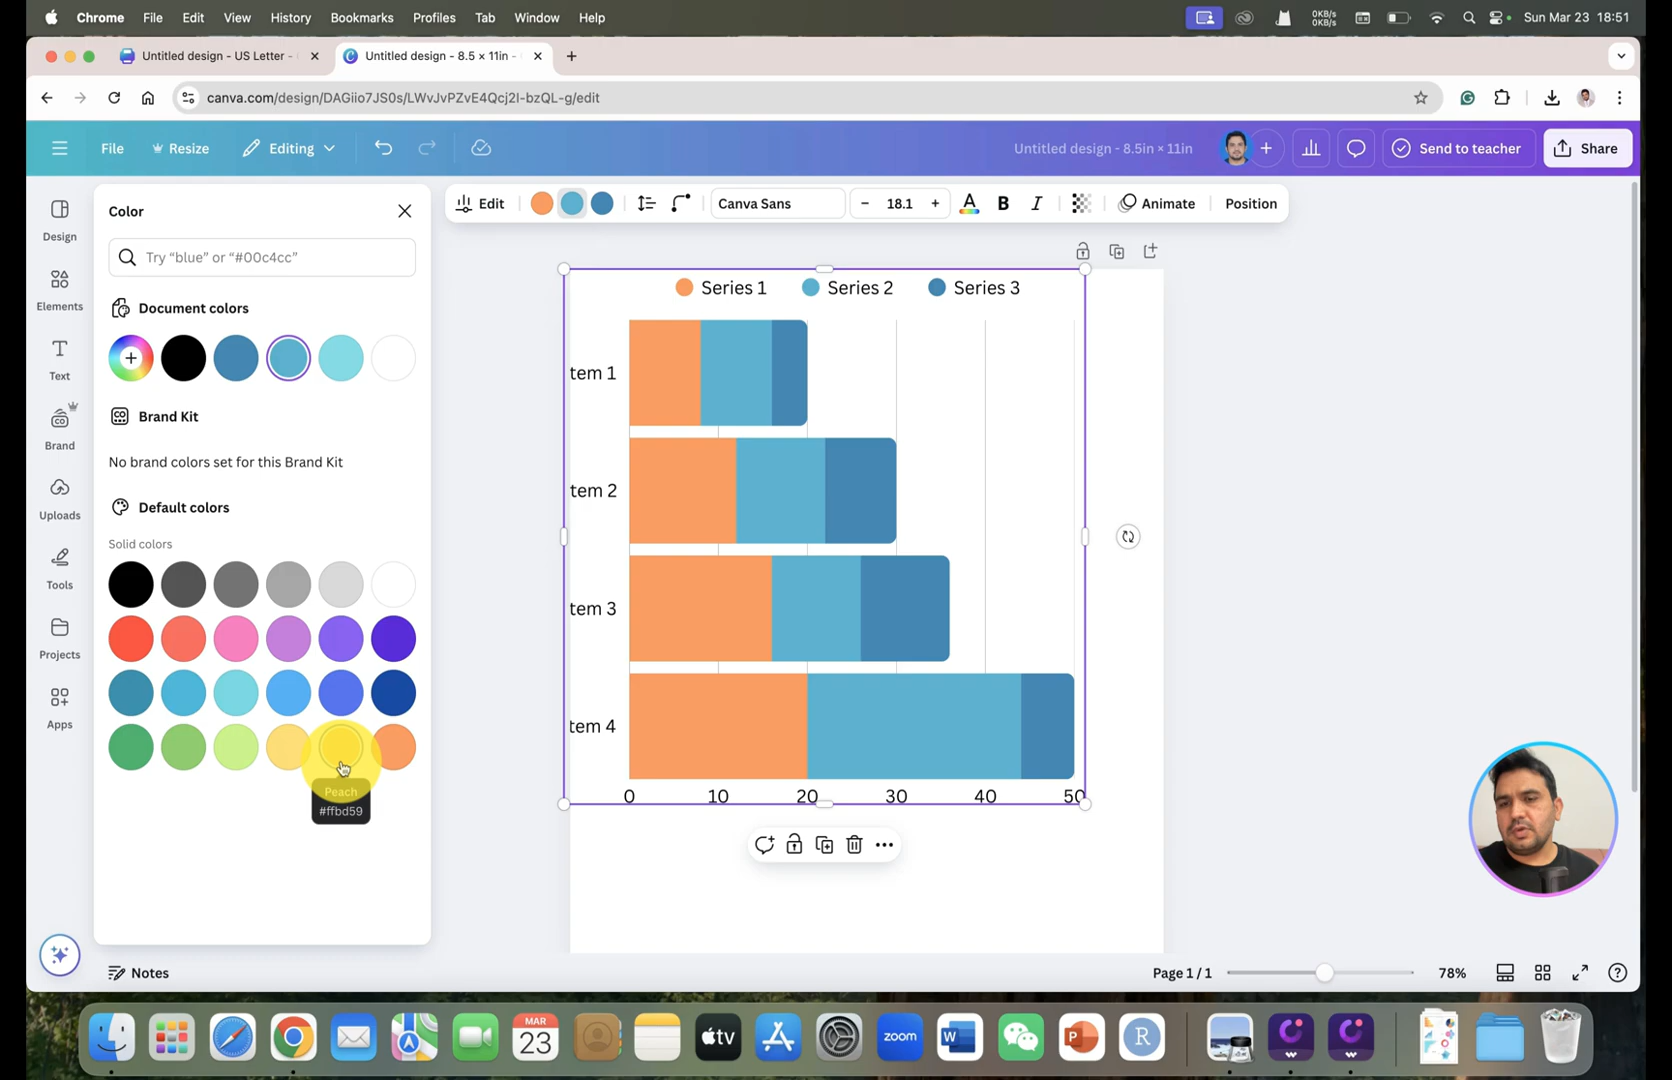 Chrome File Edit View History Bookmarks Profiles Tab Window Help 0KB/s 0KB/s Sun Mar 23 18:51
Untitled design - US Letter - Untitled design - 8.5 × 11in -
canva.com/design/DAGiio7JS0s/LWvJvPZvE4Qcj2I-bzQL-g/edit
File Resize Editing Untitled design - 8.5in × 11in Send to teacher Share
Design
Elements
Text
Brand
Uploads
Tools
Projects
Apps
Color
Try “blue” or “#00c4cc”
Document colors
Brand Kit
No brand colors set for this Brand Kit
Default colors
Solid colors
Peach
#ffbd59
Edit Canva Sans – 18.1 + A B I Animate Position
Series 1 Series 2 Series 3
tem 1
tem 2
tem 3
tem 4
0 10 20 30 40 50
Notes Page 1 / 1 78%
MAR
23
tv
zoom
W
P
R